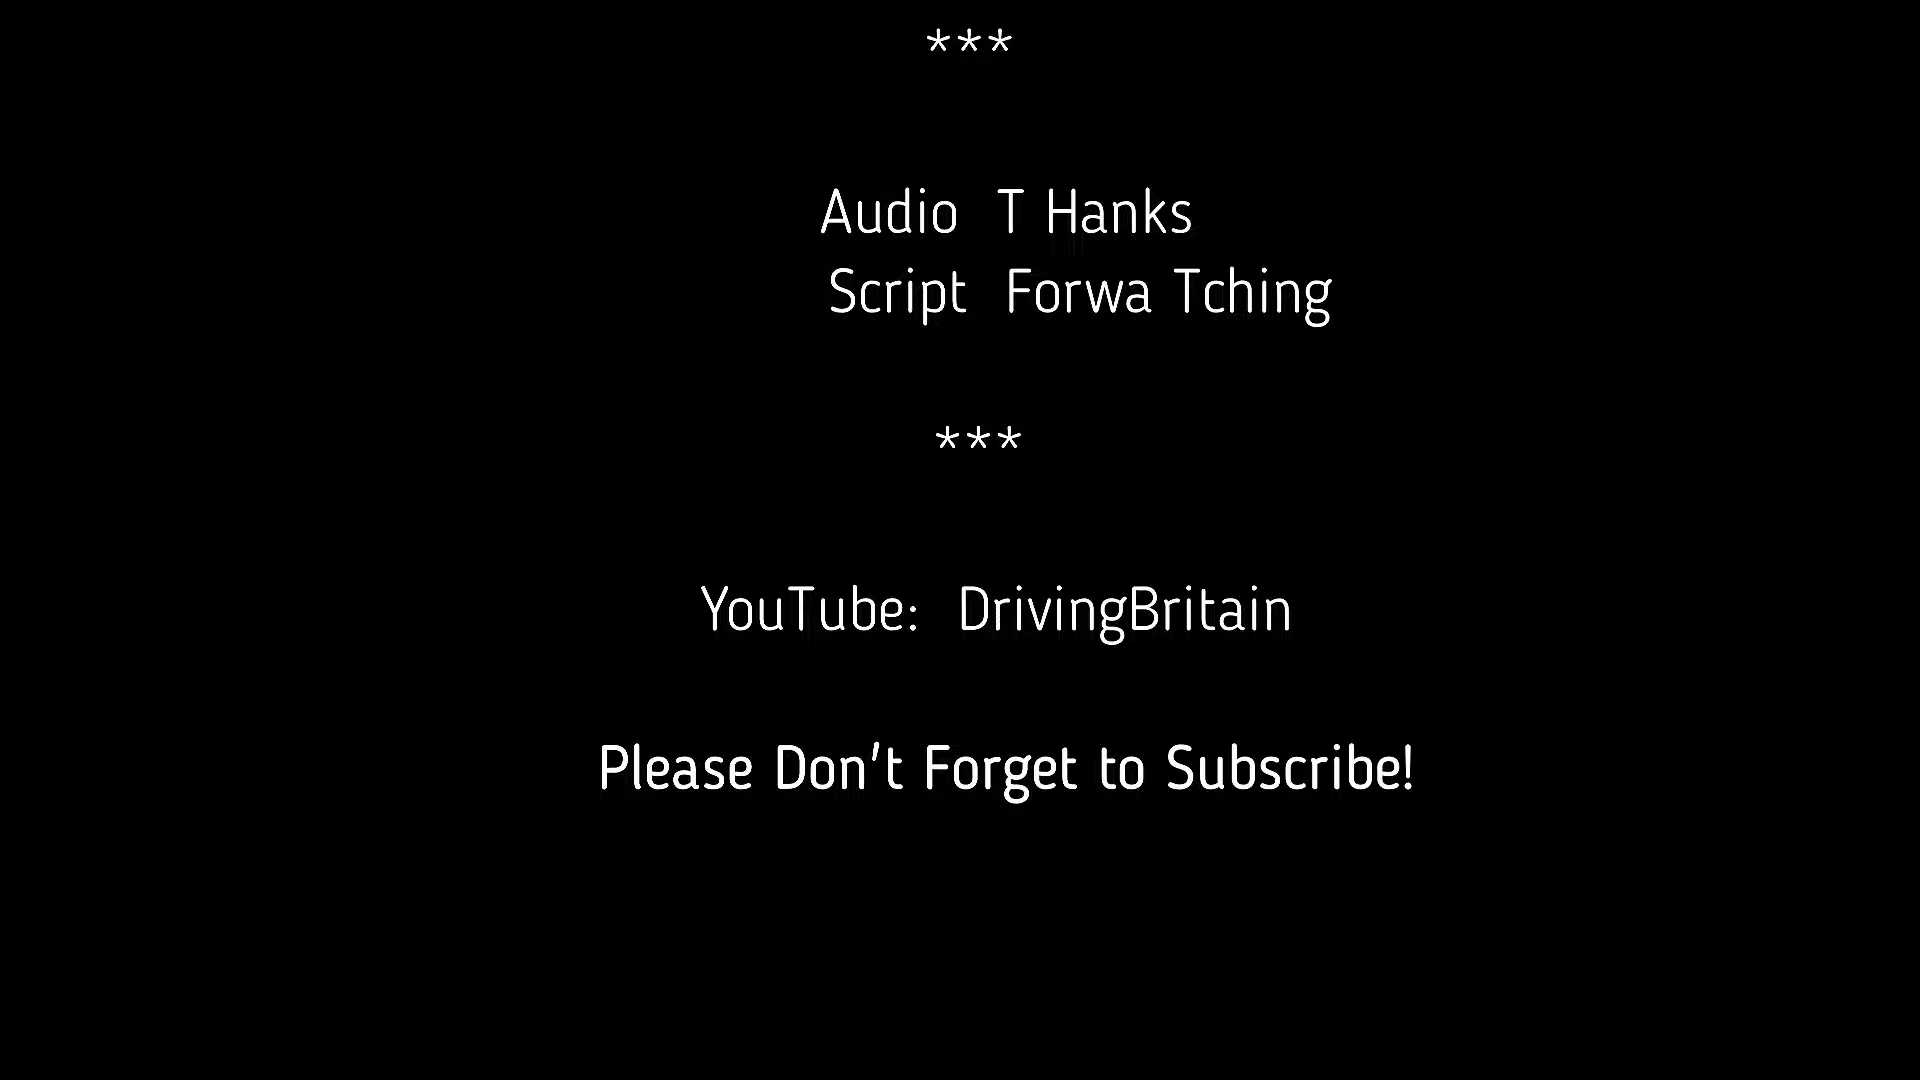 ***
Audio T Hanks
Script Forwa Tching
***
YouTube: DrivingBritain
Please Don't Forget to Subscribe!